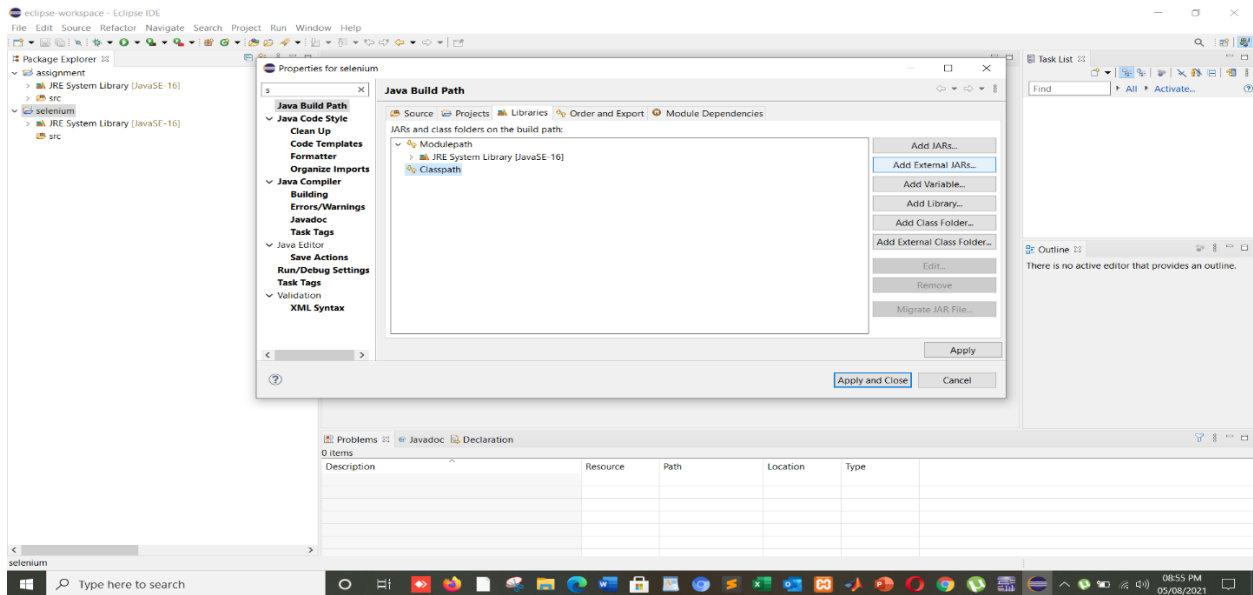 eclipse-workspace - Eclipse IDE
File Edit Source Refactor Navigate Search Project Run Window Help
Package Explorer
assignment
JRE System Library [JavaSE-16]
src
selenium
JRE System Library [JavaSE-16]
src
Properties for selenium
s
Java Build Path
Java Code Style
Clean Up
Code Templates
Formatter
Organize Imports
Java Compiler
Building
Errors/Warnings
Javadoc
Task Tags
Java Editor
Save Actions
Run/Debug Settings
Task Tags
Validation
XML Syntax
Java Build Path
Source Projects Libraries Order and Export Module Dependencies
JARs and class folders on the build path:
Modulepath
JRE System Library [JavaSE-16]
Classpath
Add JARs...
Add External JARs...
Add Variable...
Add Library...
Add Class Folder...
Add External Class Folder...
Edit...
Remove
Migrate JAR File...
Apply
Apply and Close Cancel
Task List
Find All Activate...
Outline
There is no active editor that provides an outline.
Problems Javadoc Declaration
0 items
Description Resource Path Location Type
selenium
Type here to search
08:55 PM
05/08/2021